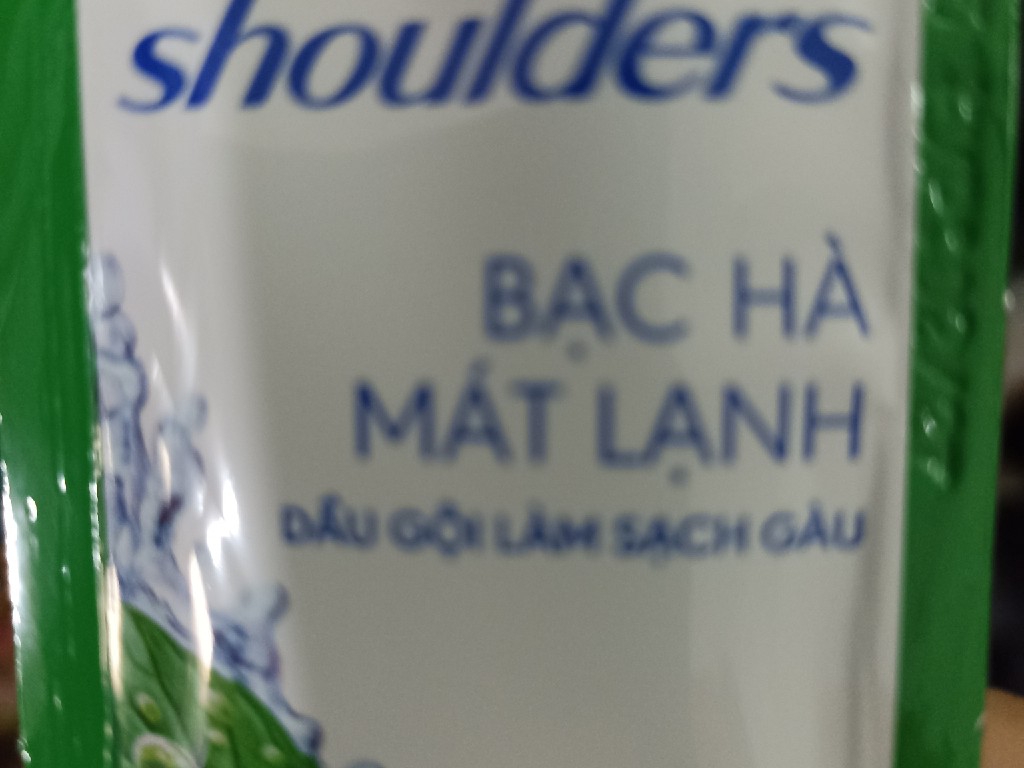 shoulders
BẠC HÀ
MÁT LẠNH
DẦU GỘI LÀM SẠCH GÀU